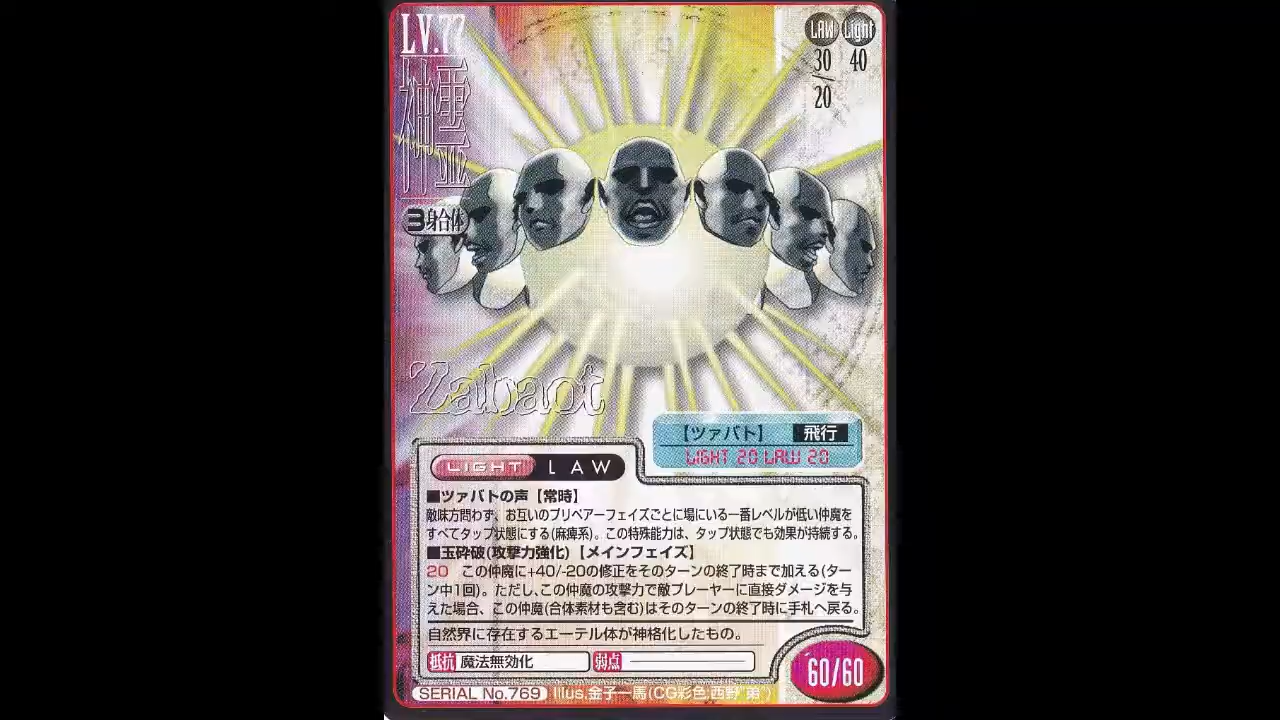 LV.77
LAW Light
30 40
/
20
神霊
3身合体
Zabaot
【ツァバト】 飛行
LIGHT 20 LAW 20
LIGHT LAW
■ツァバトの声【常時】
敵味方問わず、お互いのプリペアーフェイズごとに場にいる一番レベルが低い仲魔を
すべてタップ状態にする(麻痺系)。この特殊能力は、タップ状態でも効果が持続する。
■玉砕破(攻撃力強化)【メインフェイズ】
20 この仲魔に+40/-20の修正をそのターンの終了時まで加える(ター
ン中1回)。ただし、この仲魔の攻撃力で敵プレーヤーに直接ダメージを与
えた場合、この仲魔(合体素材も含む)はそのターンの終了時に手札へ戻る。
自然界に存在するエーテル体が神格化したもの。
抵抗 魔法無効化 弱点
60/60
SERIAL No.769 Illus.金子一馬(CG彩色:西野"弟")